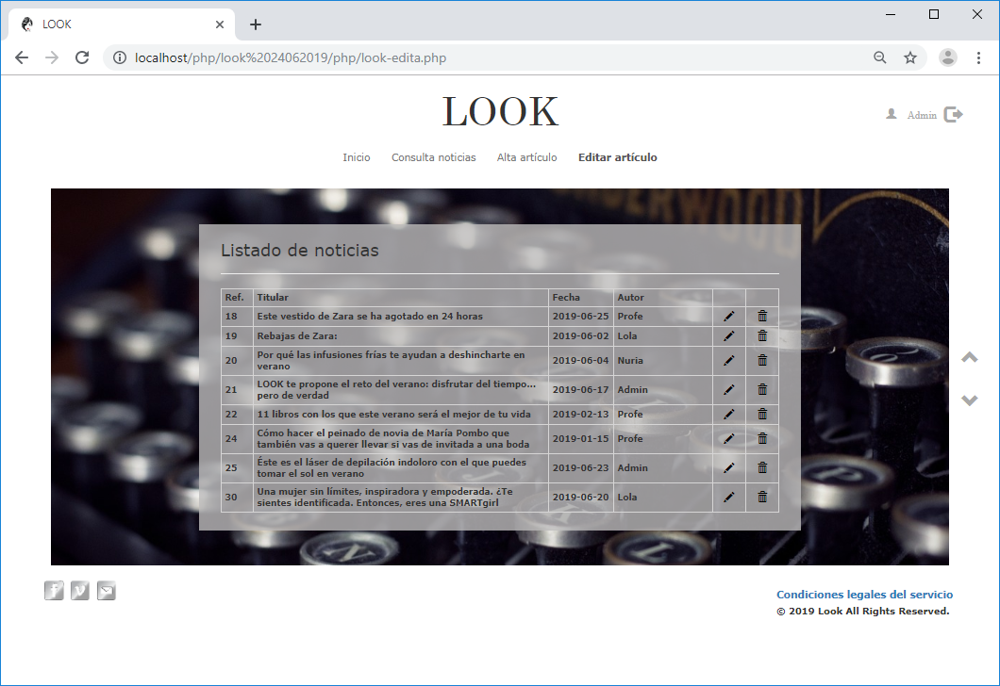 LOOK
localhost/php/look%2024062019/php/look-edita.php
LOOK
Admin
Inicio Consulta noticias Alta artículo Editar artículo
UNDERWOOD
Listado de noticias
Ref. Titular Fecha Autor
18 Este vestido de Zara se ha agotado en 24 horas 2019-06-25 Profe
19 Rebajas de Zara: 2019-06-02 Lola
20 Por qué las infusiones frías te ayudan a deshincharte en
verano 2019-06-04 Nuria
21 LOOK te propone el reto del verano: disfrutar del tiempo...
pero de verdad 2019-06-17 Admin
22 11 libros con los que este verano será el mejor de tu vida 2019-02-13 Profe
24 Cómo hacer el peinado de novia de María Pombo que
también vas a querer llevar si vas de invitada a una boda 2019-01-15 Profe
25 Éste es el láser de depilación indoloro con el que puedes
tomar el sol en verano 2019-06-23 Admin
30 Una mujer sin límites, inspiradora y empoderada. ¿Te
sientes identificada. Entonces, eres una SMARTgirl 2019-06-20 Lola
K
N L
f v
Condiciones legales del servicio
© 2019 Look All Rights Reserved.